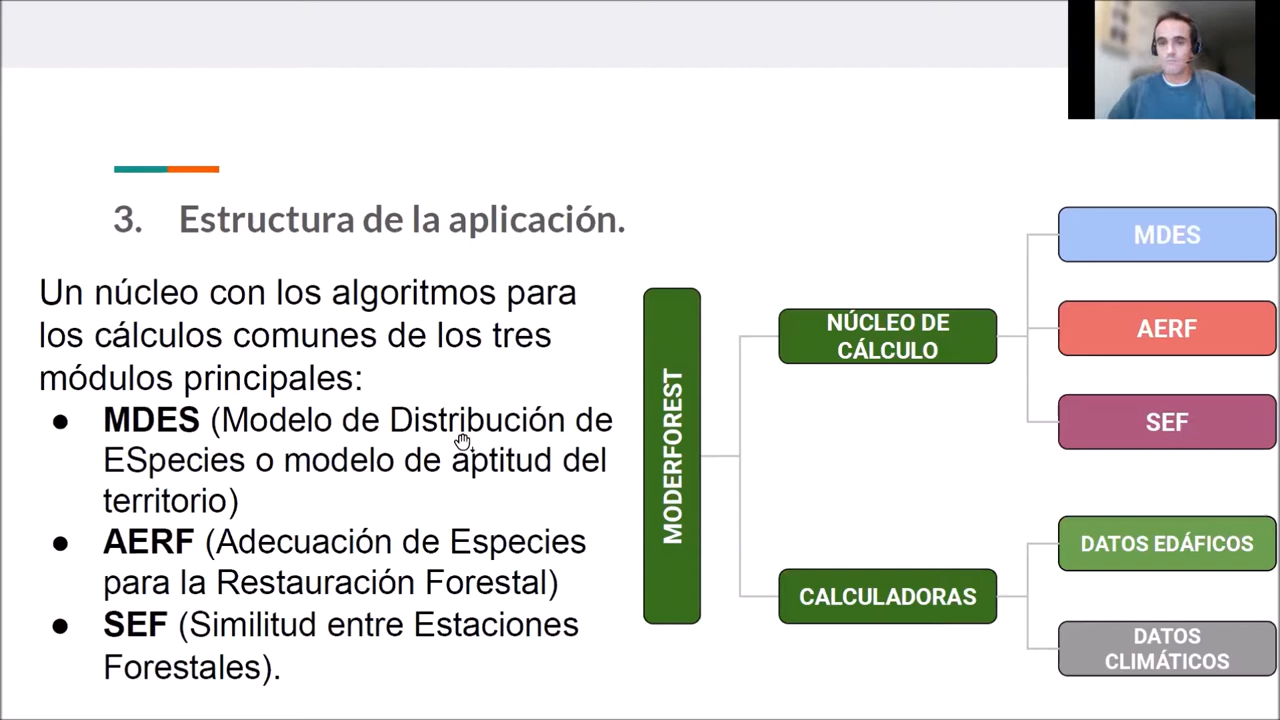 3. Estructura de la aplicación.
Un núcleo con los algoritmos para
los cálculos comunes de los tres
módulos principales:
● MDES (Modelo de Distribución de
ESpecies o modelo de aptitud del
territorio)
● AERF (Adecuación de Especies
para la Restauración Forestal)
● SEF (Similitud entre Estaciones
Forestales).
MODERFOREST
NÚCLEO DE
CÁLCULO
MDES
AERF
SEF
CALCULADORAS
DATOS EDÁFICOS
DATOS
CLIMÁTICOS